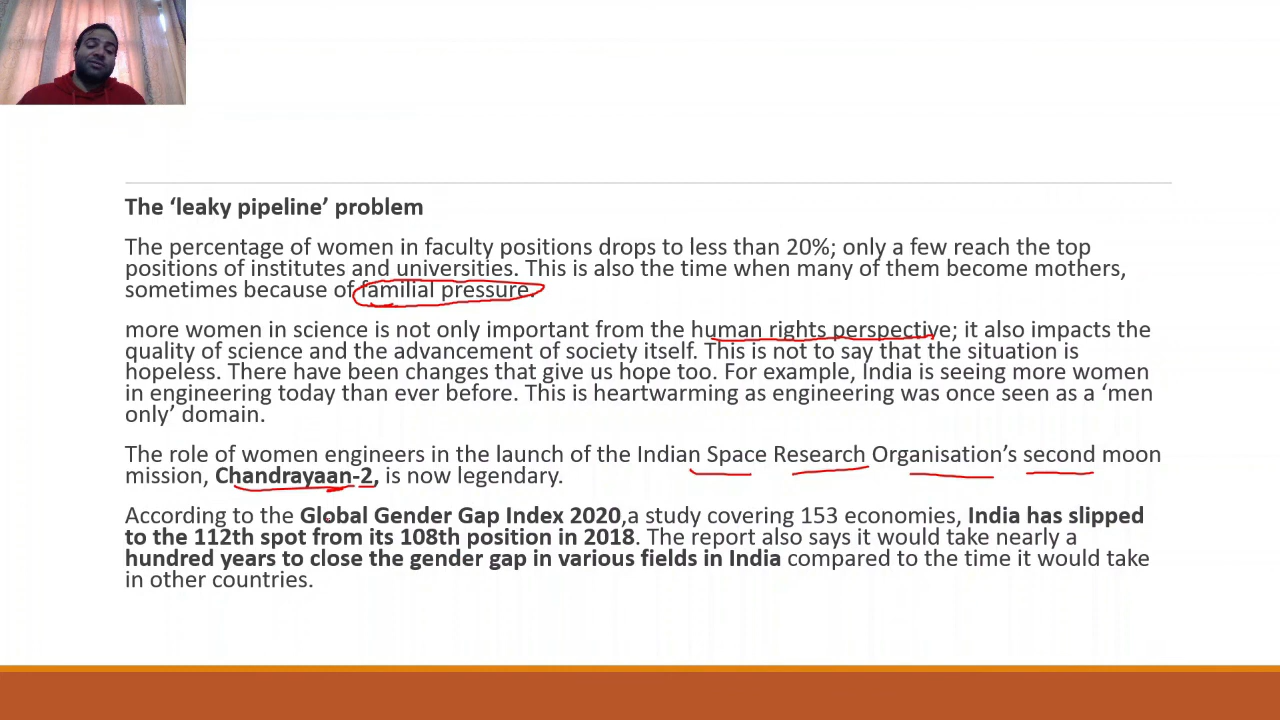 The ‘leaky pipeline’ problem
The percentage of women in faculty positions drops to less than 20%; only a few reach the top
positions of institutes and universities. This is also the time when many of them become mothers,
sometimes because of familial pressure.
more women in science is not only important from the human rights perspective; it also impacts the
quality of science and the advancement of society itself. This is not to say that the situation is
hopeless. There have been changes that give us hope too. For example, India is seeing more women
in engineering today than ever before. This is heartwarming as engineering was once seen as a ‘men
only’ domain.
The role of women engineers in the launch of the Indian Space Research Organisation’s second moon
mission, Chandrayaan-2, is now legendary.
According to the Global Gender Gap Index 2020,a study covering 153 economies, India has slipped
to the 112th spot from its 108th position in 2018. The report also says it would take nearly a
hundred years to close the gender gap in various fields in India compared to the time it would take
in other countries.